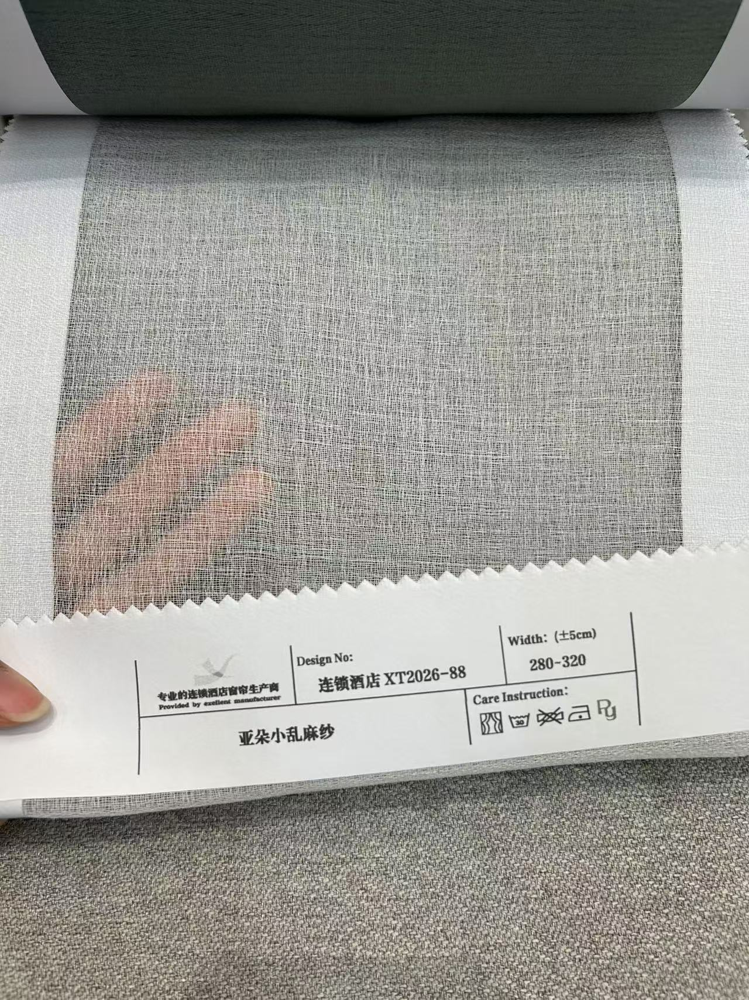 专业的连锁酒店窗帘生产商
Provided by exellent manufacturer
Design No:
连锁酒店 XT2026-88
Width: (±5cm)
280-320
亚朵小乱麻纱
Care Instruction:
30